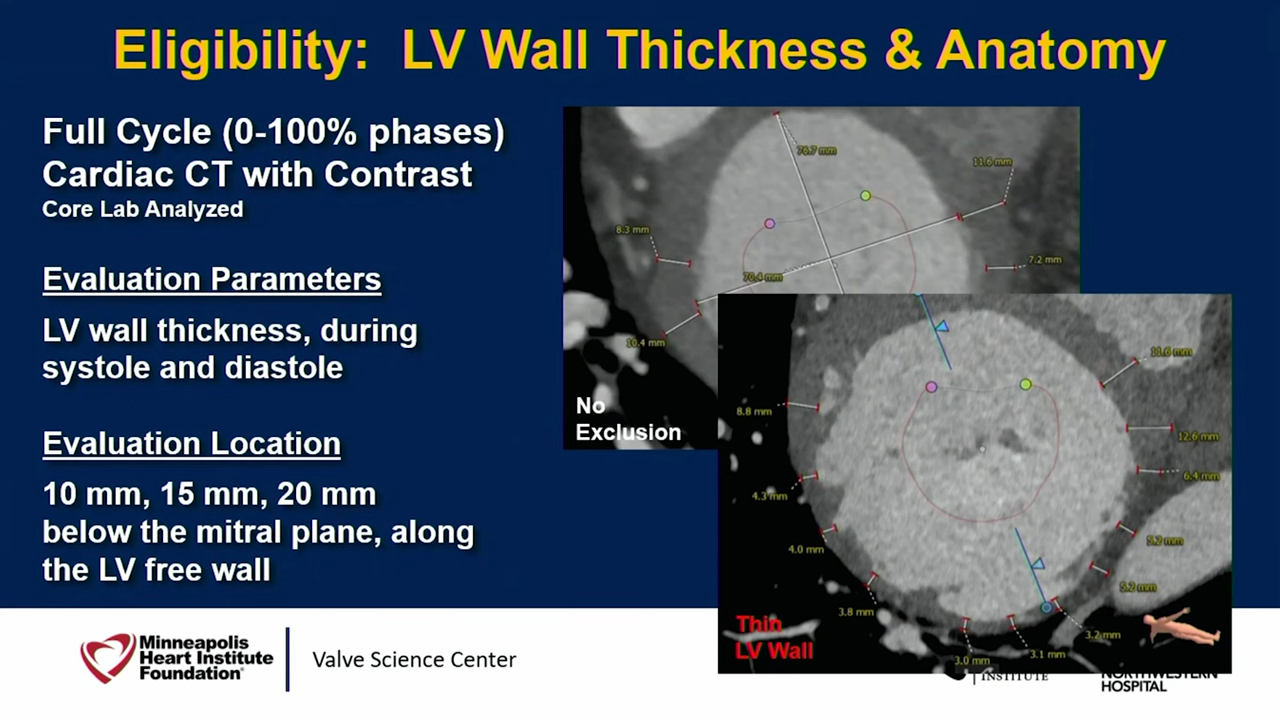 Eligibility: LV Wall Thickness & Anatomy
Full Cycle (0-100% phases)
Cardiac CT with Contrast
Core Lab Analyzed
Evaluation Parameters
LV wall thickness, during
systole and diastole
Evaluation Location
10 mm, 15 mm, 20 mm
below the mitral plane, along
the LV free wall
76.7 mm
11.6 mm
8.3 mm
7.2 mm
70.4 mm
10.4 mm
No
Exclusion
11.6 mm
8.8 mm
12.6 mm
6.4 mm
4.3 mm
5.2 mm
4.0 mm
5.2 mm
3.8 mm
3.2 mm
3.1 mm
3.0 mm
Thin
LV Wall
Minneapolis
Heart Institute
Foundation
Valve Science Center
INSTITUTE
NORTHWESTERN
HOSPITAL